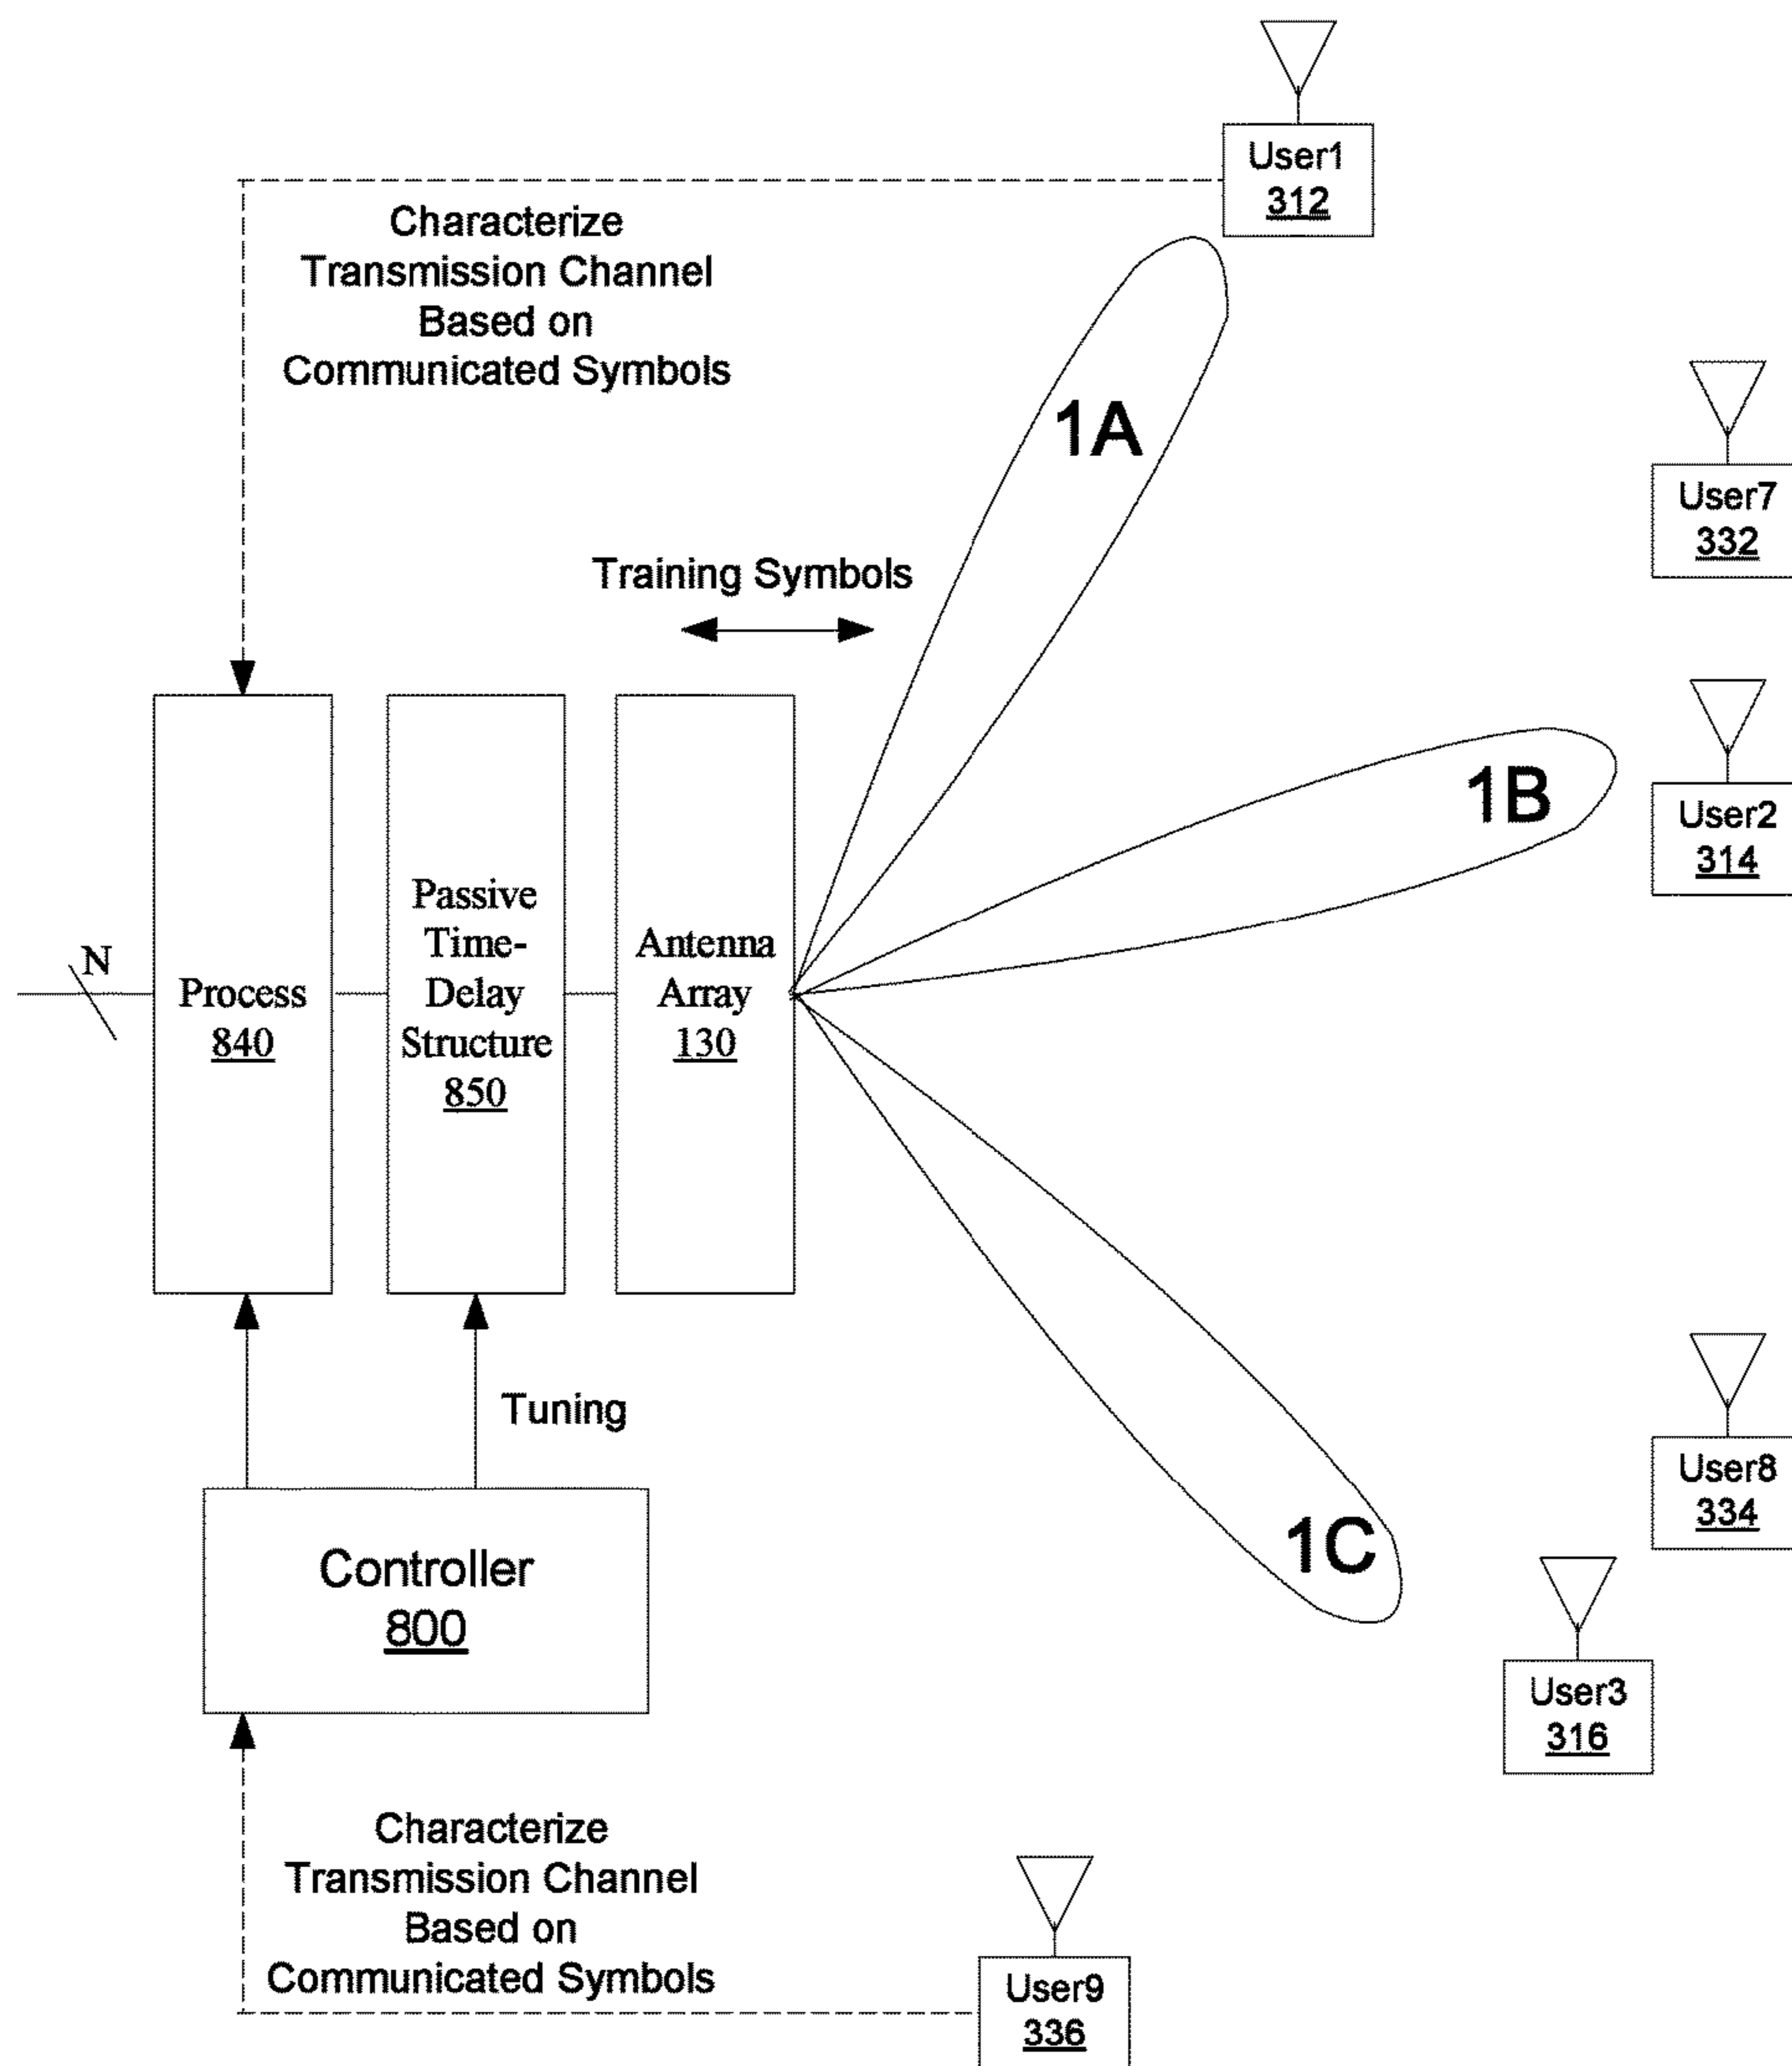 User1
312
Characterize
Transmission Channel
Based on
Communicated Symbols
1A
User7
332
Training Symbols
1B
User2
314
N
Process
840
Passive
Time-
Delay
Structure
850
Antenna
Array
130
Tuning
User8
334
Controller
800
1C
User3
316
Characterize
Transmission Channel
Based on
Communicated Symbols
User9
336